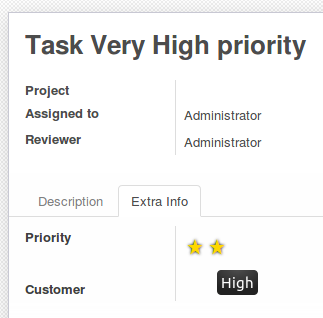 Task Very High priority
Project
Assigned to Administrator
Reviewer Administrator
Description Extra Info
Priority
High
Customer